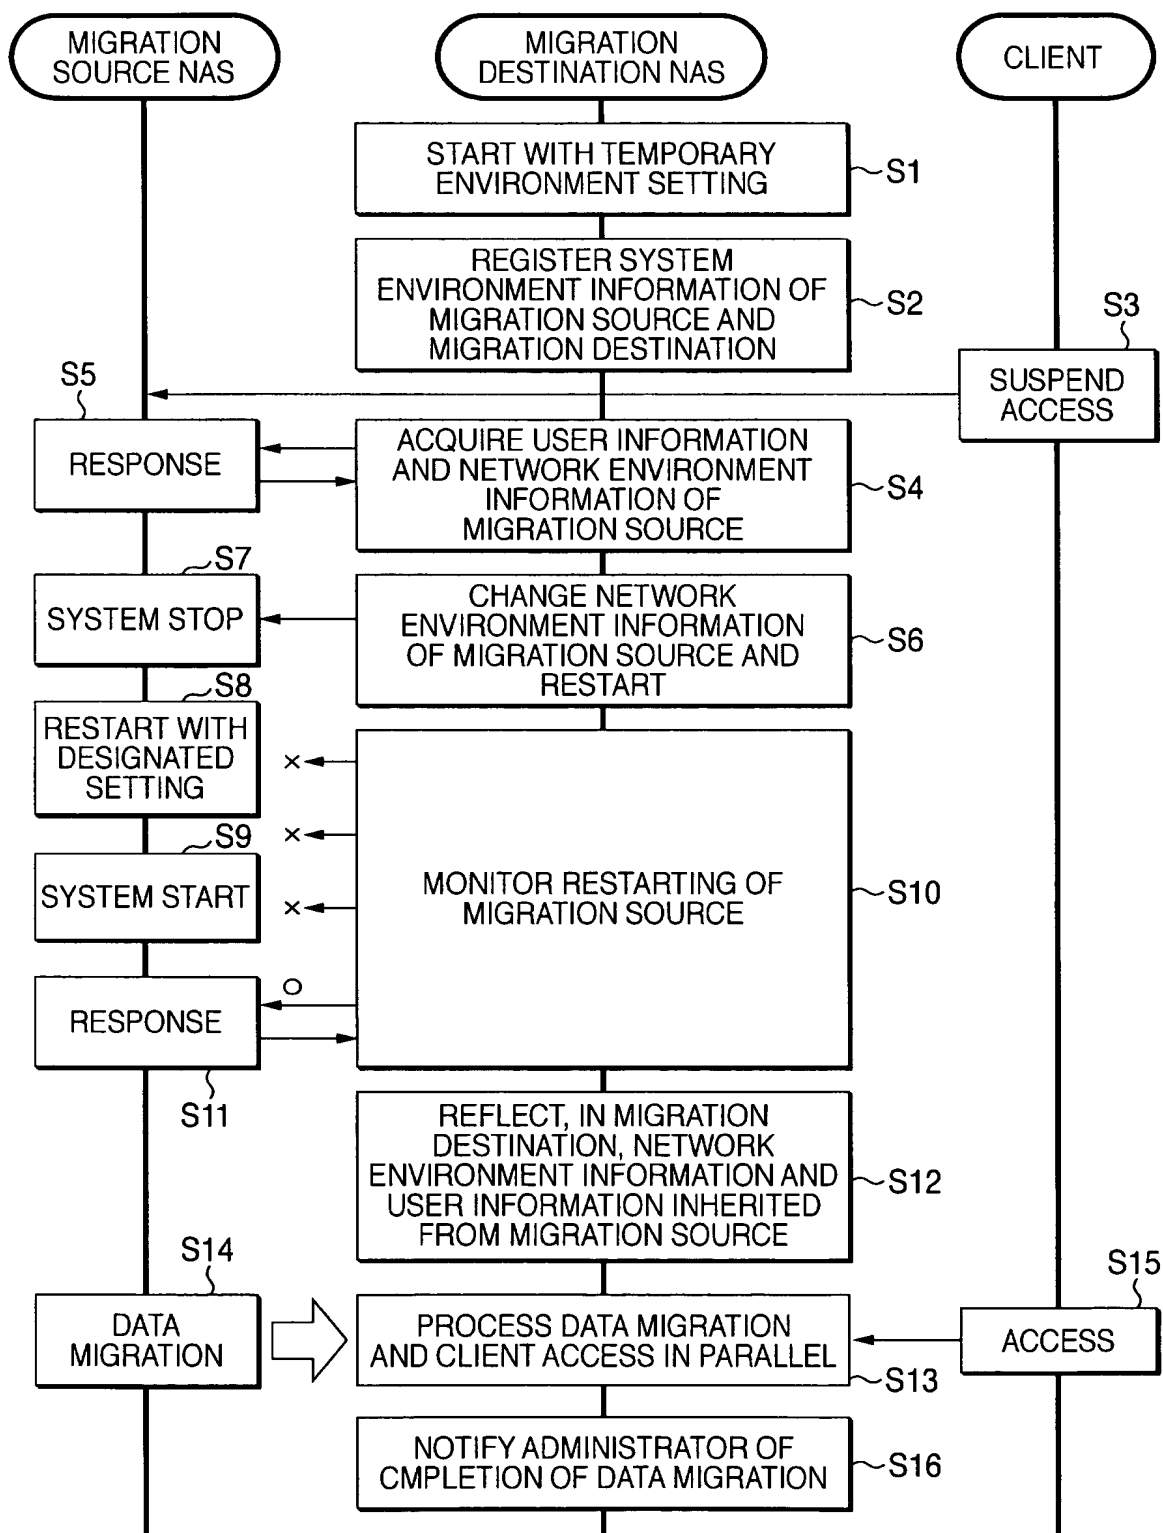 MIGRATION
SOURCE NAS
MIGRATION
DESTINATION NAS
CLIENT
START WITH TEMPORARY
ENVIRONMENT SETTING
S1
REGISTER SYSTEM
ENVIRONMENT INFORMATION OF
MIGRATION SOURCE AND
MIGRATION DESTINATION
S2
S3
SUSPEND
ACCESS
S5
RESPONSE
ACQUIRE USER INFORMATION
AND NETWORK ENVIRONMENT
INFORMATION OF
MIGRATION SOURCE
S4
S7
SYSTEM STOP
CHANGE NETWORK
ENVIRONMENT INFORMATION
OF MIGRATION SOURCE AND
RESTART
S6
S8
RESTART WITH
DESIGNATED
SETTING
×
×
×
S9
SYSTEM START
MONITOR RESTARTING OF
MIGRATION SOURCE
S10
O
RESPONSE
S11
REFLECT, IN MIGRATION
DESTINATION, NETWORK
ENVIRONMENT INFORMATION AND
USER INFORMATION INHERITED
FROM MIGRATION SOURCE
S12
S14
DATA
MIGRATION
PROCESS DATA MIGRATION
AND CLIENT ACCESS IN PARALLEL
S13
S15
ACCESS
NOTIFY ADMINISTRATOR OF
CMPLETION OF DATA MIGRATION
S16